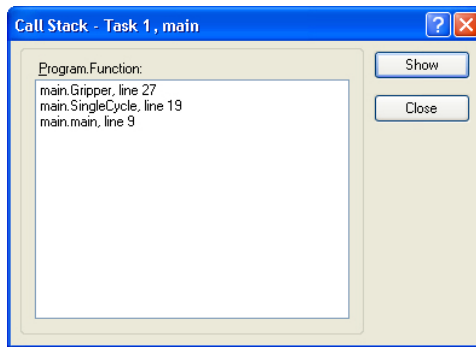 Call Stack - Task 1, main
Program.Function:
main.Gripper, line 27
main.SingleCycle, line 19
main.main, line 9
Show
Close